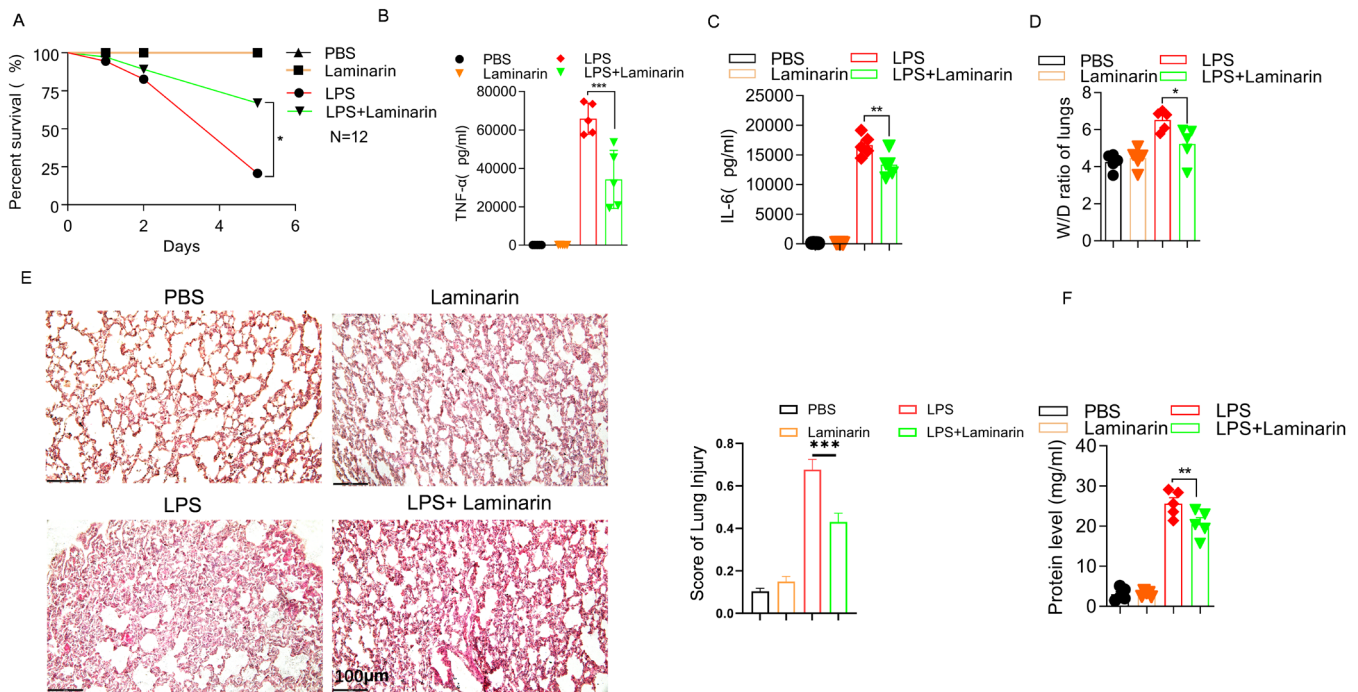 A
Percent survival ( %)
100
75
50
25
0
0 2 4 6
Days
PBS
Laminarin
LPS
LPS+Laminarin
N=12
*
B
PBS LPS
Laminarin LPS+Laminarin
TNF-α( pg/ml)
80000
60000
40000
20000
0
***
C
PBS LPS
Laminarin LPS+Laminarin
IL-6( pg/ml)
25000
20000
15000
10000
5000
0
**
D
PBS LPS
Laminarin LPS+Laminarin
W/D ratio of lungs
8
6
4
2
0
*
E
PBS Laminarin
LPS LPS+ Laminarin
100μm
PBS LPS
Laminarin LPS+Laminarin
Score of Lung Injury
0.8
0.6
0.4
0.2
0.0
***
F
PBS LPS
Laminarin LPS+Laminarin
Protein level (mg/ml)
40
30
20
10
0
**